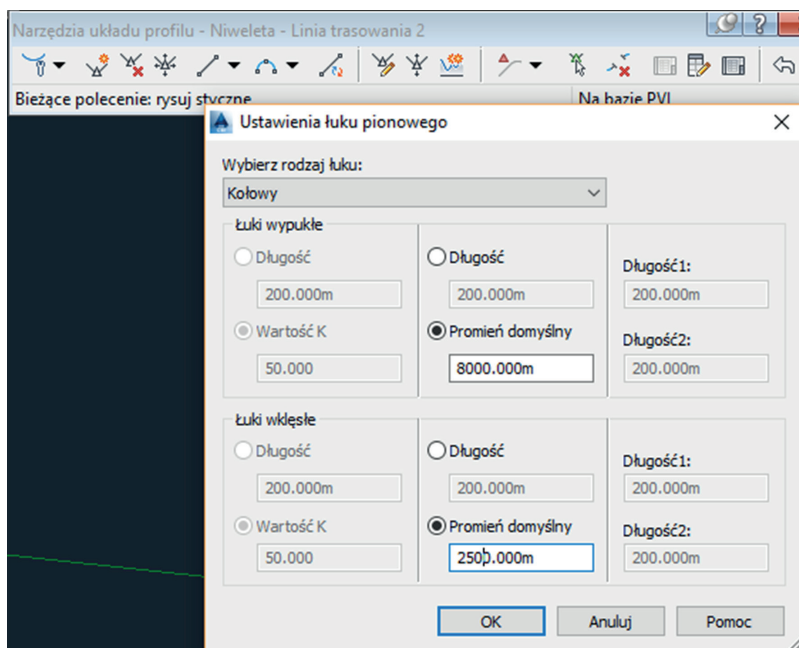 Narzędzia układu profilu - Niweleta - Linia trasowania 2
Bieżące polecenie: rysuj styczne
Na bazie PVI
Ustawienia łuku pionowego
Wybierz rodzaj łuku:
Kołowy
Łuki wypukłe
Długość
200.000m
Wartość K
50.000
Długość
200.000m
Promień domyślny
8000.000m
Długość1:
200.000m
Długość2:
200.000m
Łuki wklęsłe
Długość
200.000m
Wartość K
50.000
Długość
200.000m
Promień domyślny
2500.000m
Długość1:
200.000m
Długość2:
200.000m
OK
Anuluj
Pomoc